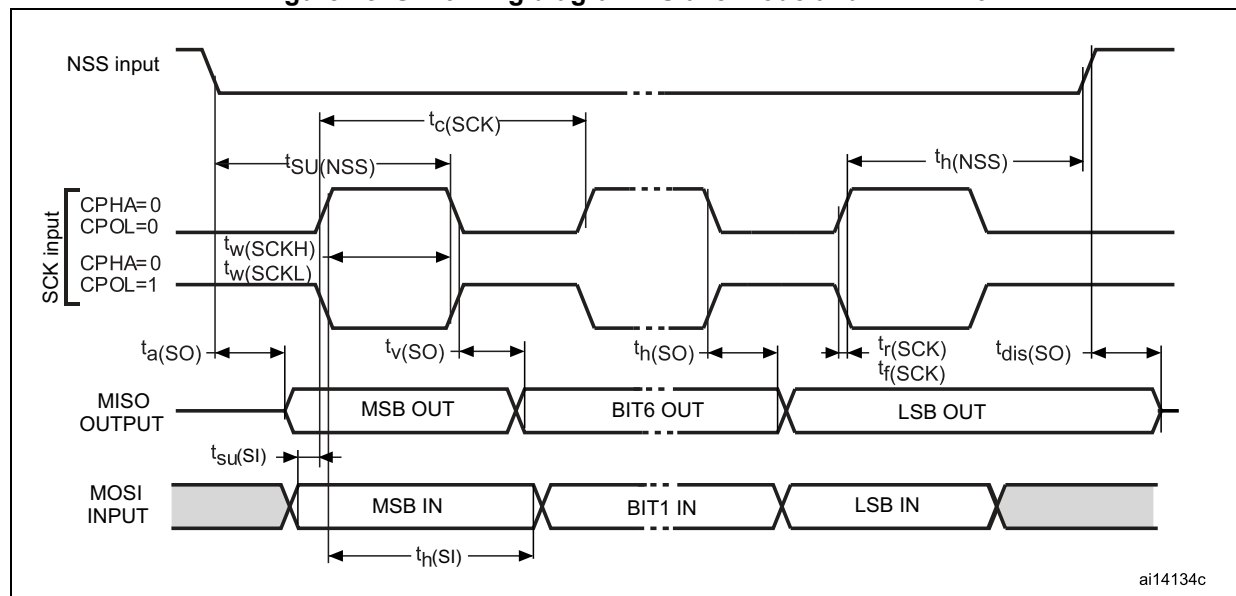 NSS input
tc(SCK)
tSU(NSS)
th(NSS)
SCK input
CPHA=0
CPOL=0
tw(SCKH)
tw(SCKL)
CPHA=0
CPOL=1
ta(SO)
tv(SO)
th(SO)
tr(SCK)
tf(SCK)
tdis(SO)
MISO
OUTPUT
MSB OUT
BIT6 OUT
LSB OUT
tsu(SI)
MOSI
INPUT
MSB IN
BIT1 IN
LSB IN
th(SI)
ai14134c